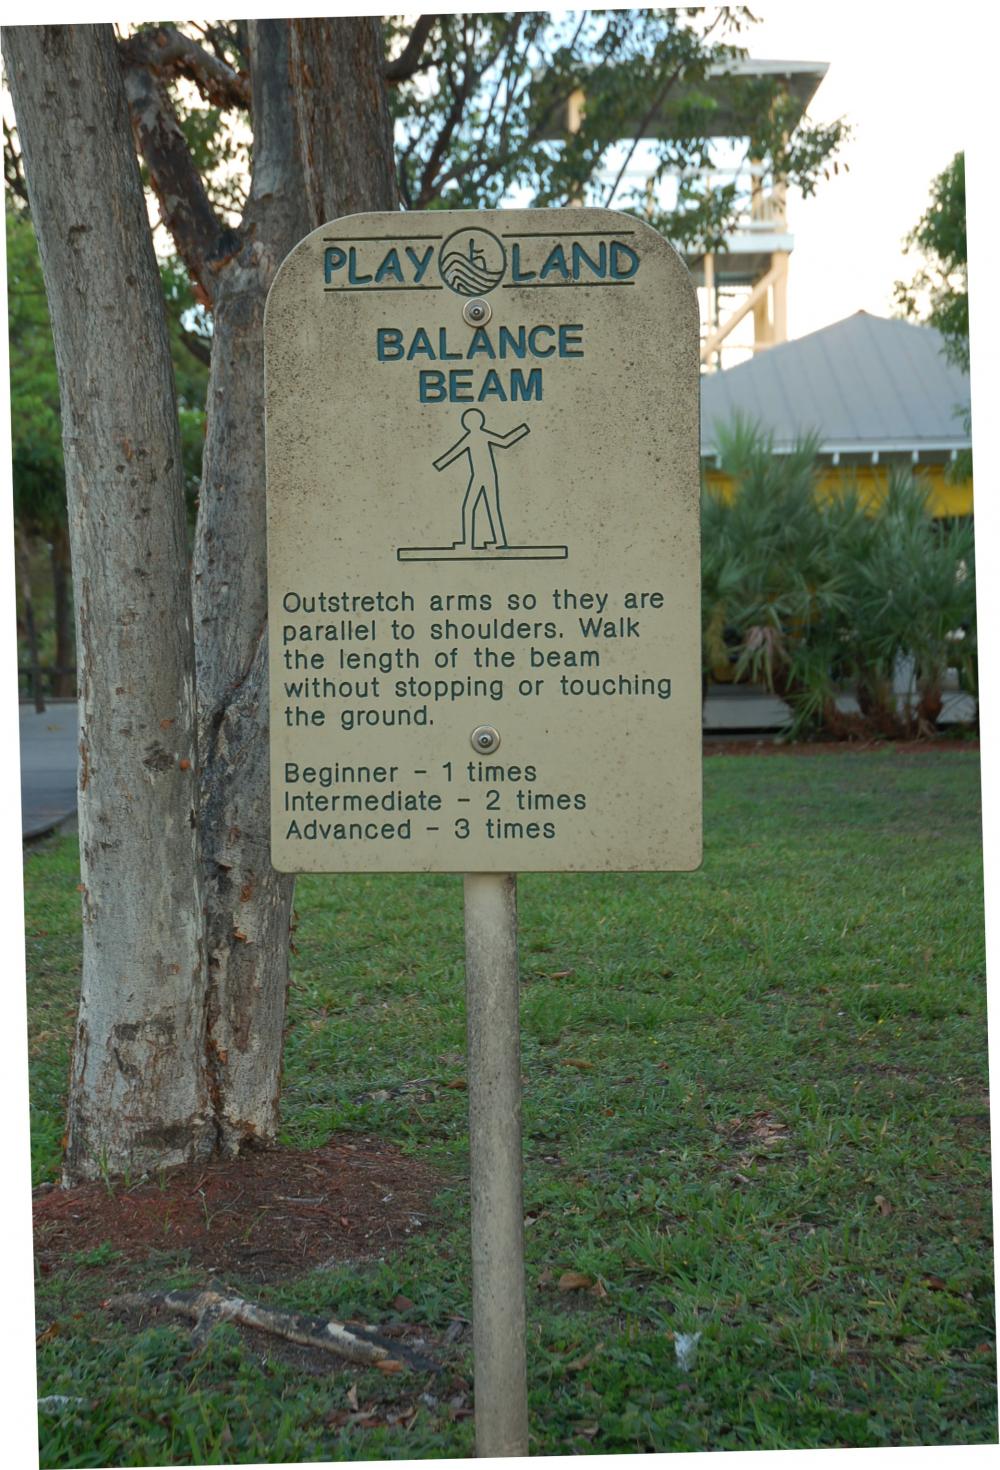 PLAY LAND
BALANCE
BEAM
Outstretch arms so they are
parallel to shoulders. Walk
the length of the beam
without stopping or touching
the ground.
Beginner - 1 times
Intermediate - 2 times
Advanced - 3 times